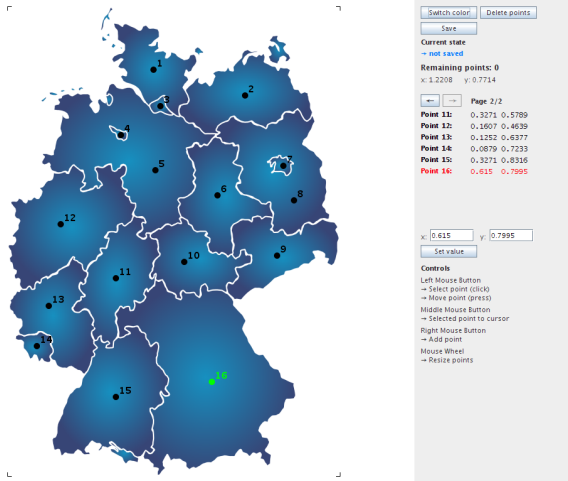 Switch color Delete points
Save
Current state
→ not saved
Remaining points: 0
x: 1.2208 y: 0.7714
← → Page 2/2
Point 11: 0.3271 0.5789
Point 12: 0.1607 0.4639
Point 13: 0.1252 0.6377
Point 14: 0.0879 0.7233
Point 15: 0.3271 0.8316
Point 16: 0.615 0.7995
x: 0.615 y: 0.7995
Set value
Controls
Left Mouse Button
→ Select point (click)
→ Move point (press)
Middle Mouse Button
→ Selected point to cursor
Right Mouse Button
→ Add point
Mouse Wheel
→ Resize points
1
2
3
4
5
6
7
8
9
10
11
12
13
14
15
16